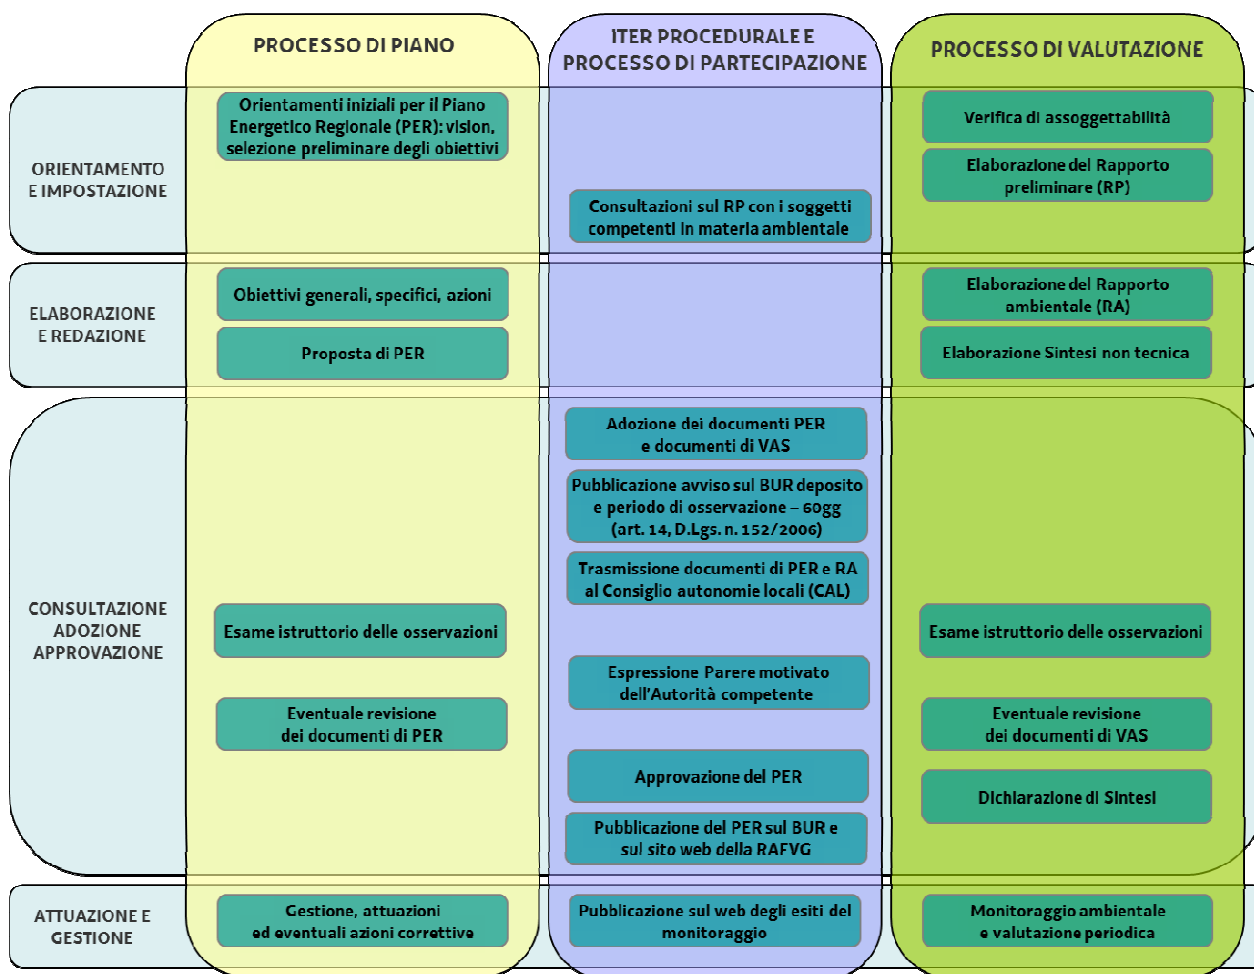 PROCESSO DI PIANO
ITER PROCEDURALE E
PROCESSO DI PARTECIPAZIONE
PROCESSO DI VALUTAZIONE
ORIENTAMENTO
E IMPOSTAZIONE
Orientamenti iniziali per il Piano
Energetico Regionale (PER): vision,
selezione preliminare degli obiettivi
Consultazioni sul RP con i soggetti
competenti in materia ambientale
Verifica di assoggettabilità
Elaborazione del Rapporto
preliminare (RP)
ELABORAZIONE
E REDAZIONE
Obiettivi generali, specifici, azioni
Proposta di PER
Elaborazione del Rapporto
ambientale (RA)
Elaborazione Sintesi non tecnica
CONSULTAZIONE
ADOZIONE
APPROVAZIONE
Esame istruttorio delle osservazioni
Eventuale revisione
dei documenti di PER
Adozione dei documenti PER
e documenti di VAS
Pubblicazione avviso sul BUR deposito
e periodo di osservazione – 60gg
(art. 14, D.Lgs. n. 152/2006)
Trasmissione documenti di PER e RA
al Consiglio autonomie locali (CAL)
Espressione Parere motivato
dell'Autorità competente
Approvazione del PER
Pubblicazione del PER sul BUR e
sul sito web della RAFVG
Esame istruttorio delle osservazioni
Eventuale revisione
dei documenti di VAS
Dichiarazione di Sintesi
ATTUAZIONE E
GESTIONE
Gestione, attuazioni
ed eventuali azioni correttive
Pubblicazione sul web degli esiti del
monitoraggio
Monitoraggio ambientale
e valutazione periodica